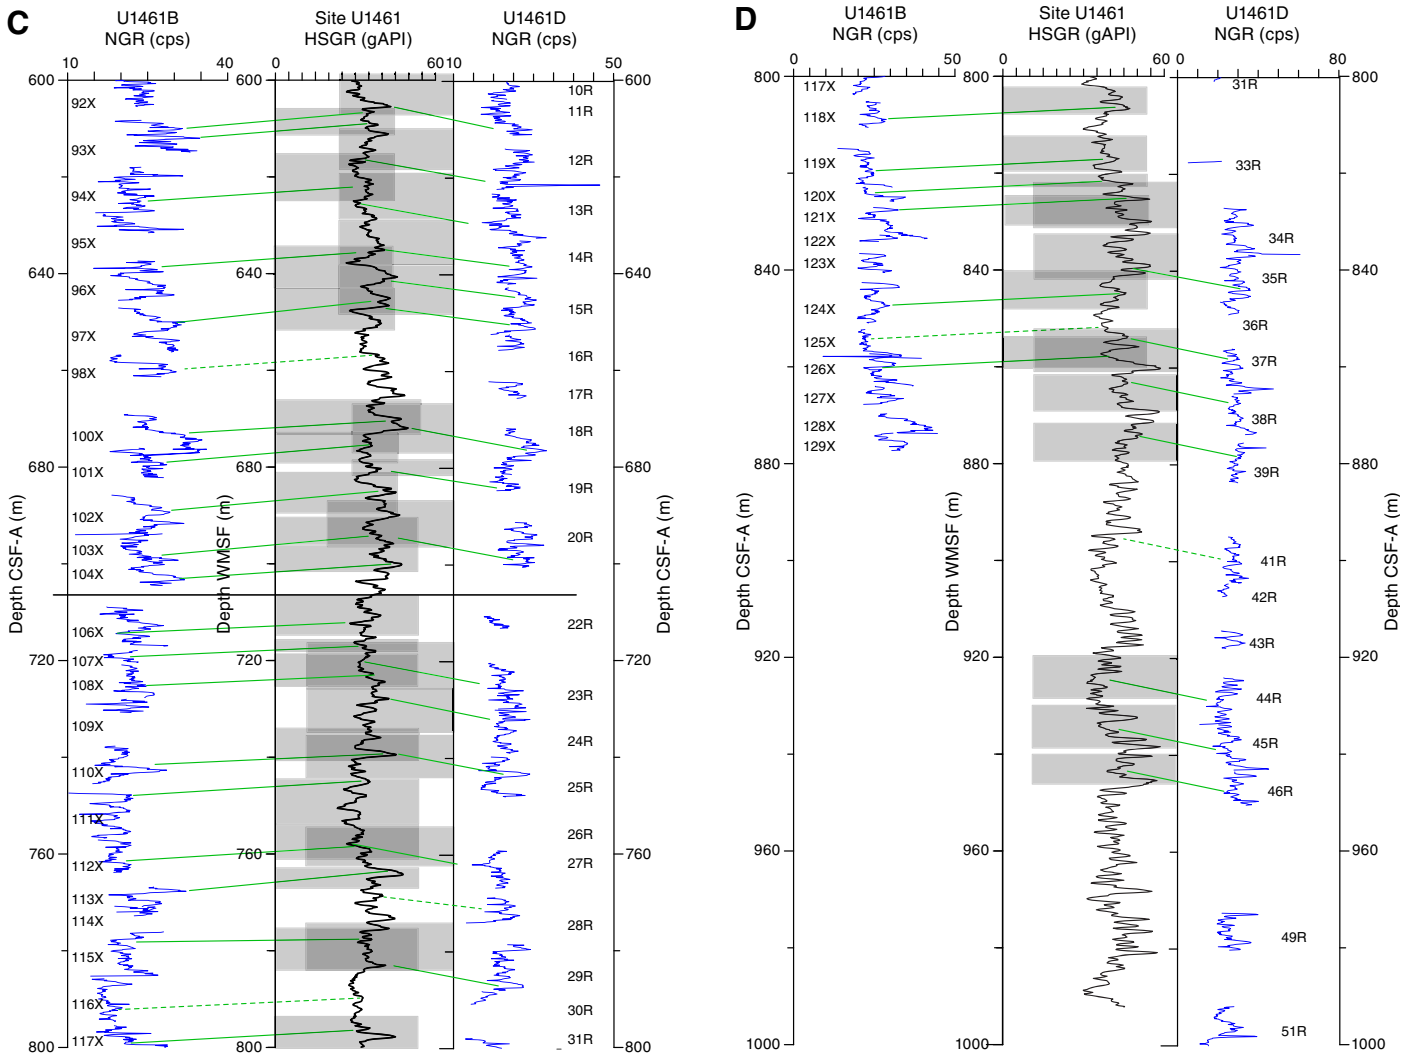 C
U1461B
NGR (cps)
Site U1461
HSGR (gAPI)
U1461D
NGR (cps)
10
40
600
0
60
10
50
600
600
640
680
720
760
800
640
680
720
760
800
640
680
720
760
800
Depth CSF-A (m)
Depth WMSF (m)
Depth CSF-A (m)
92X
93X
94X
95X
96X
97X
98X
100X
101X
102X
103X
104X
106X
107X
108X
109X
110X
111X
112X
113X
114X
115X
116X
117X
10R
11R
12R
13R
14R
15R
16R
17R
18R
19R
20R
22R
23R
24R
25R
26R
27R
28R
29R
30R
31R
D
U1461B
NGR (cps)
Site U1461
HSGR (gAPI)
U1461D
NGR (cps)
0
50
0
60
0
80
800
840
880
920
960
1000
800
840
880
920
960
1000
800
840
880
920
960
1000
Depth CSF-A (m)
Depth WMSF (m)
Depth CSF-A (m)
117X
118X
119X
120X
121X
122X
123X
124X
125X
126X
127X
128X
129X
31R
33R
34R
35R
36R
37R
38R
39R
41R
42R
43R
44R
45R
46R
49R
51R